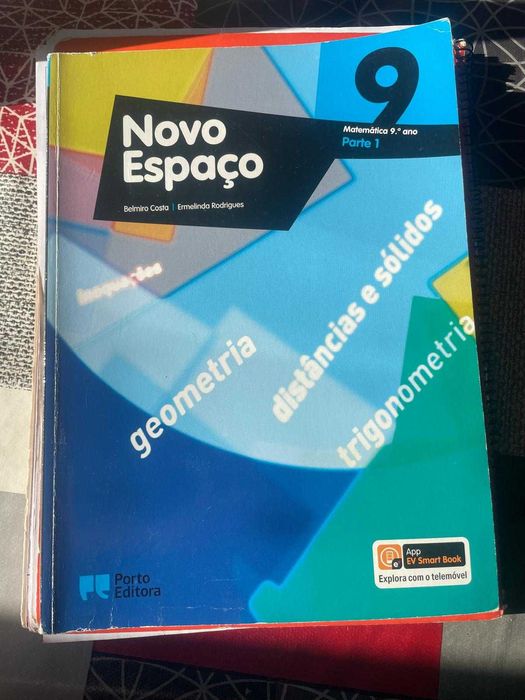 9
Matemática 9.º ano
Parte 1
Novo
Espaço
Belmiro Costa | Ermelinda Rodrigues
inequações
geometria
distâncias e sólidos
trigonometria
App
EV Smart Book
Explora com o telemóvel
Porto
Editora